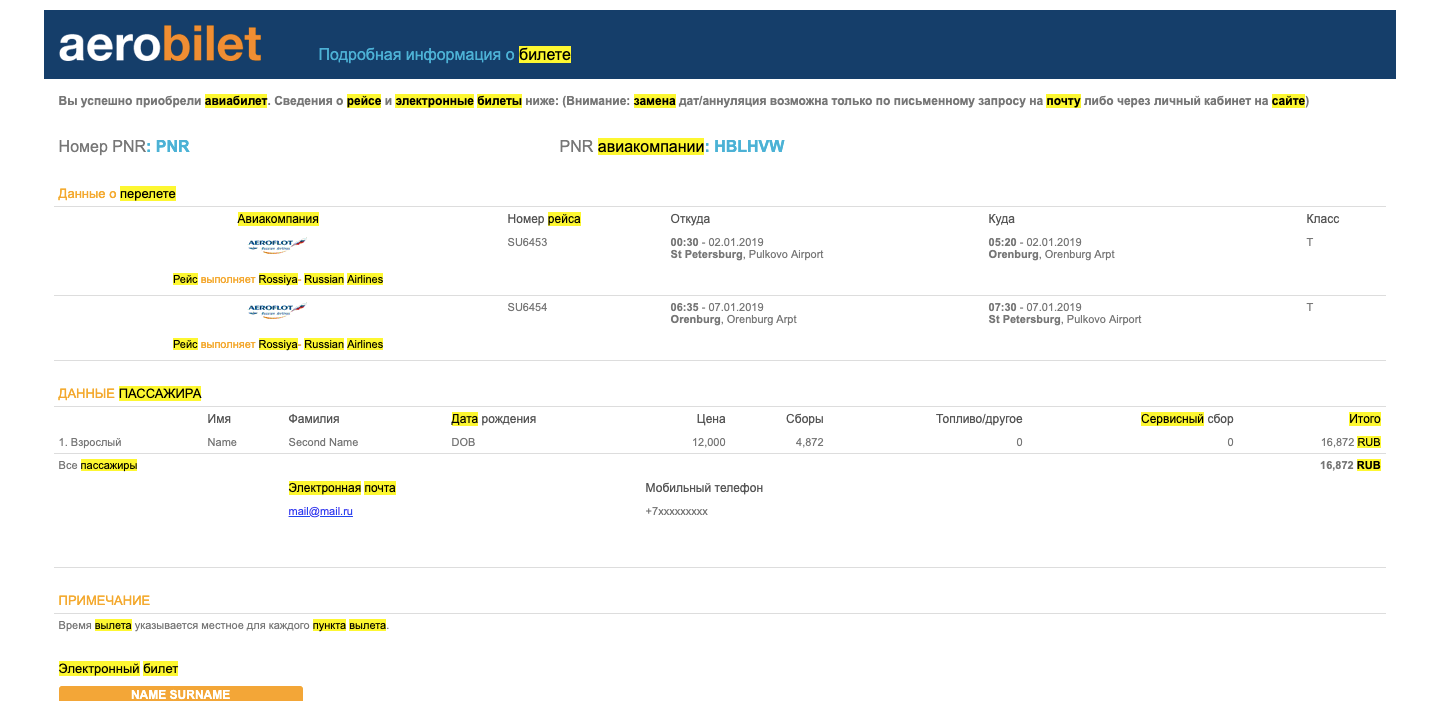 aerobilet
Подробная информация о билете
Вы успешно приобрели авиабилет. Сведения о рейсе и электронные билеты ниже: (Внимание: замена дат/аннуляция возможна только по письменному запросу на почту либо через личный кабинет на сайте)
Номер PNR: PNR PNR авиакомпании: HBLHVW
Данные о перелете
Авиакомпания Номер рейса Откуда Куда Класс
AEROFLOT SU6453 00:30 - 02.01.2019 05:20 - 02.01.2019 T
Russian Airlines St Petersburg, Pulkovo Airport Orenburg, Orenburg Arpt
Рейс выполняет Rossiya- Russian Airlines
AEROFLOT SU6454 06:35 - 07.01.2019 07:30 - 07.01.2019 T
Russian Airlines Orenburg, Orenburg Arpt St Petersburg, Pulkovo Airport
Рейс выполняет Rossiya- Russian Airlines
ДАННЫЕ ПАССАЖИРА
Имя Фамилия Дата рождения Цена Сборы Топливо/другое Сервисный сбор Итого
1. Взрослый Name Second Name DOB 12,000 4,872 0 0 16,872 RUB
Все пассажиры 16,872 RUB
Электронная почта Мобильный телефон
mail@mail.ru +7xxxxxxxxx
ПРИМЕЧАНИЕ
Время вылета указывается местное для каждого пункта вылета.
Электронный билет
NAME SURNAME